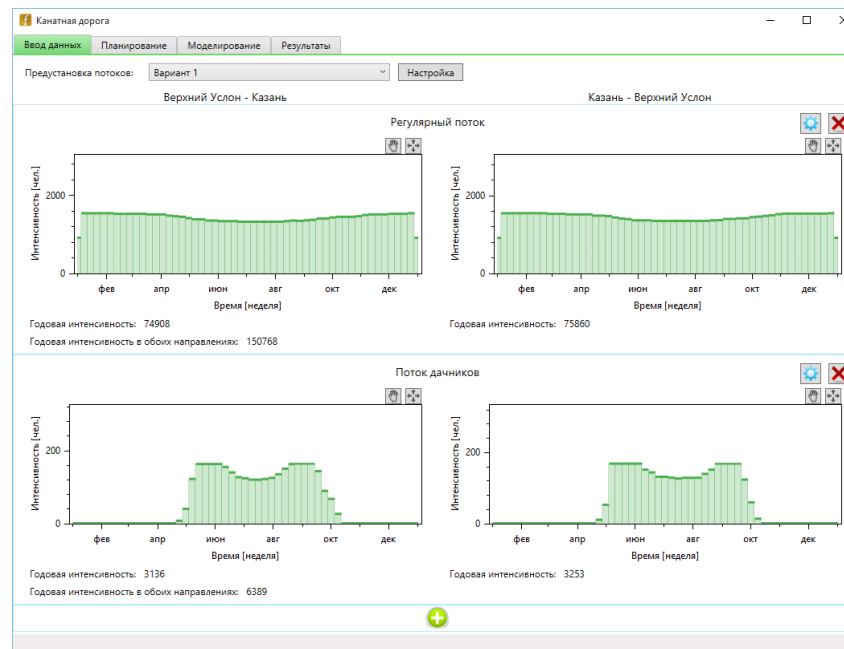 Канатная дорога
Ввод данных Планирование Моделирование Результаты
Предустановка потоков: Вариант 1 Настройка
Верхний Услон - Казань Казань - Верхний Услон
Регулярный поток
Интенсивность [чел.] 2000 0 Интенсивность [чел.] 2000 0
фев апр июн авг окт дек фев апр июн авг окт дек
Время [неделя] Время [неделя]
Годовая интенсивность: 74908 Годовая интенсивность: 75860
Годовая интенсивность в обоих направлениях: 150768
Поток дачников
Интенсивность [чел.] 200 0 Интенсивность [чел.] 200 0
фев апр июн авг окт дек фев апр июн авг окт дек
Время [неделя] Время [неделя]
Годовая интенсивность: 3136 Годовая интенсивность: 3253
Годовая интенсивность в обоих направлениях: 6389